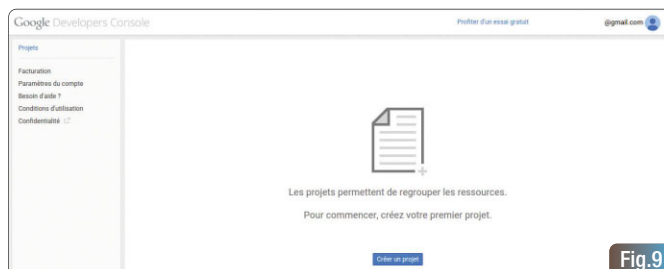 Google Developers Console
Profiter d'un essai gratuit
@gmail.com
Projets
Facturation
Paramètres du compte
Besoin d'aide ?
Conditions d'utilisation
Confidentialité
Les projets permettent de regrouper les ressources.
Pour commencer, créez votre premier projet.
Créer un projet
Fig.9